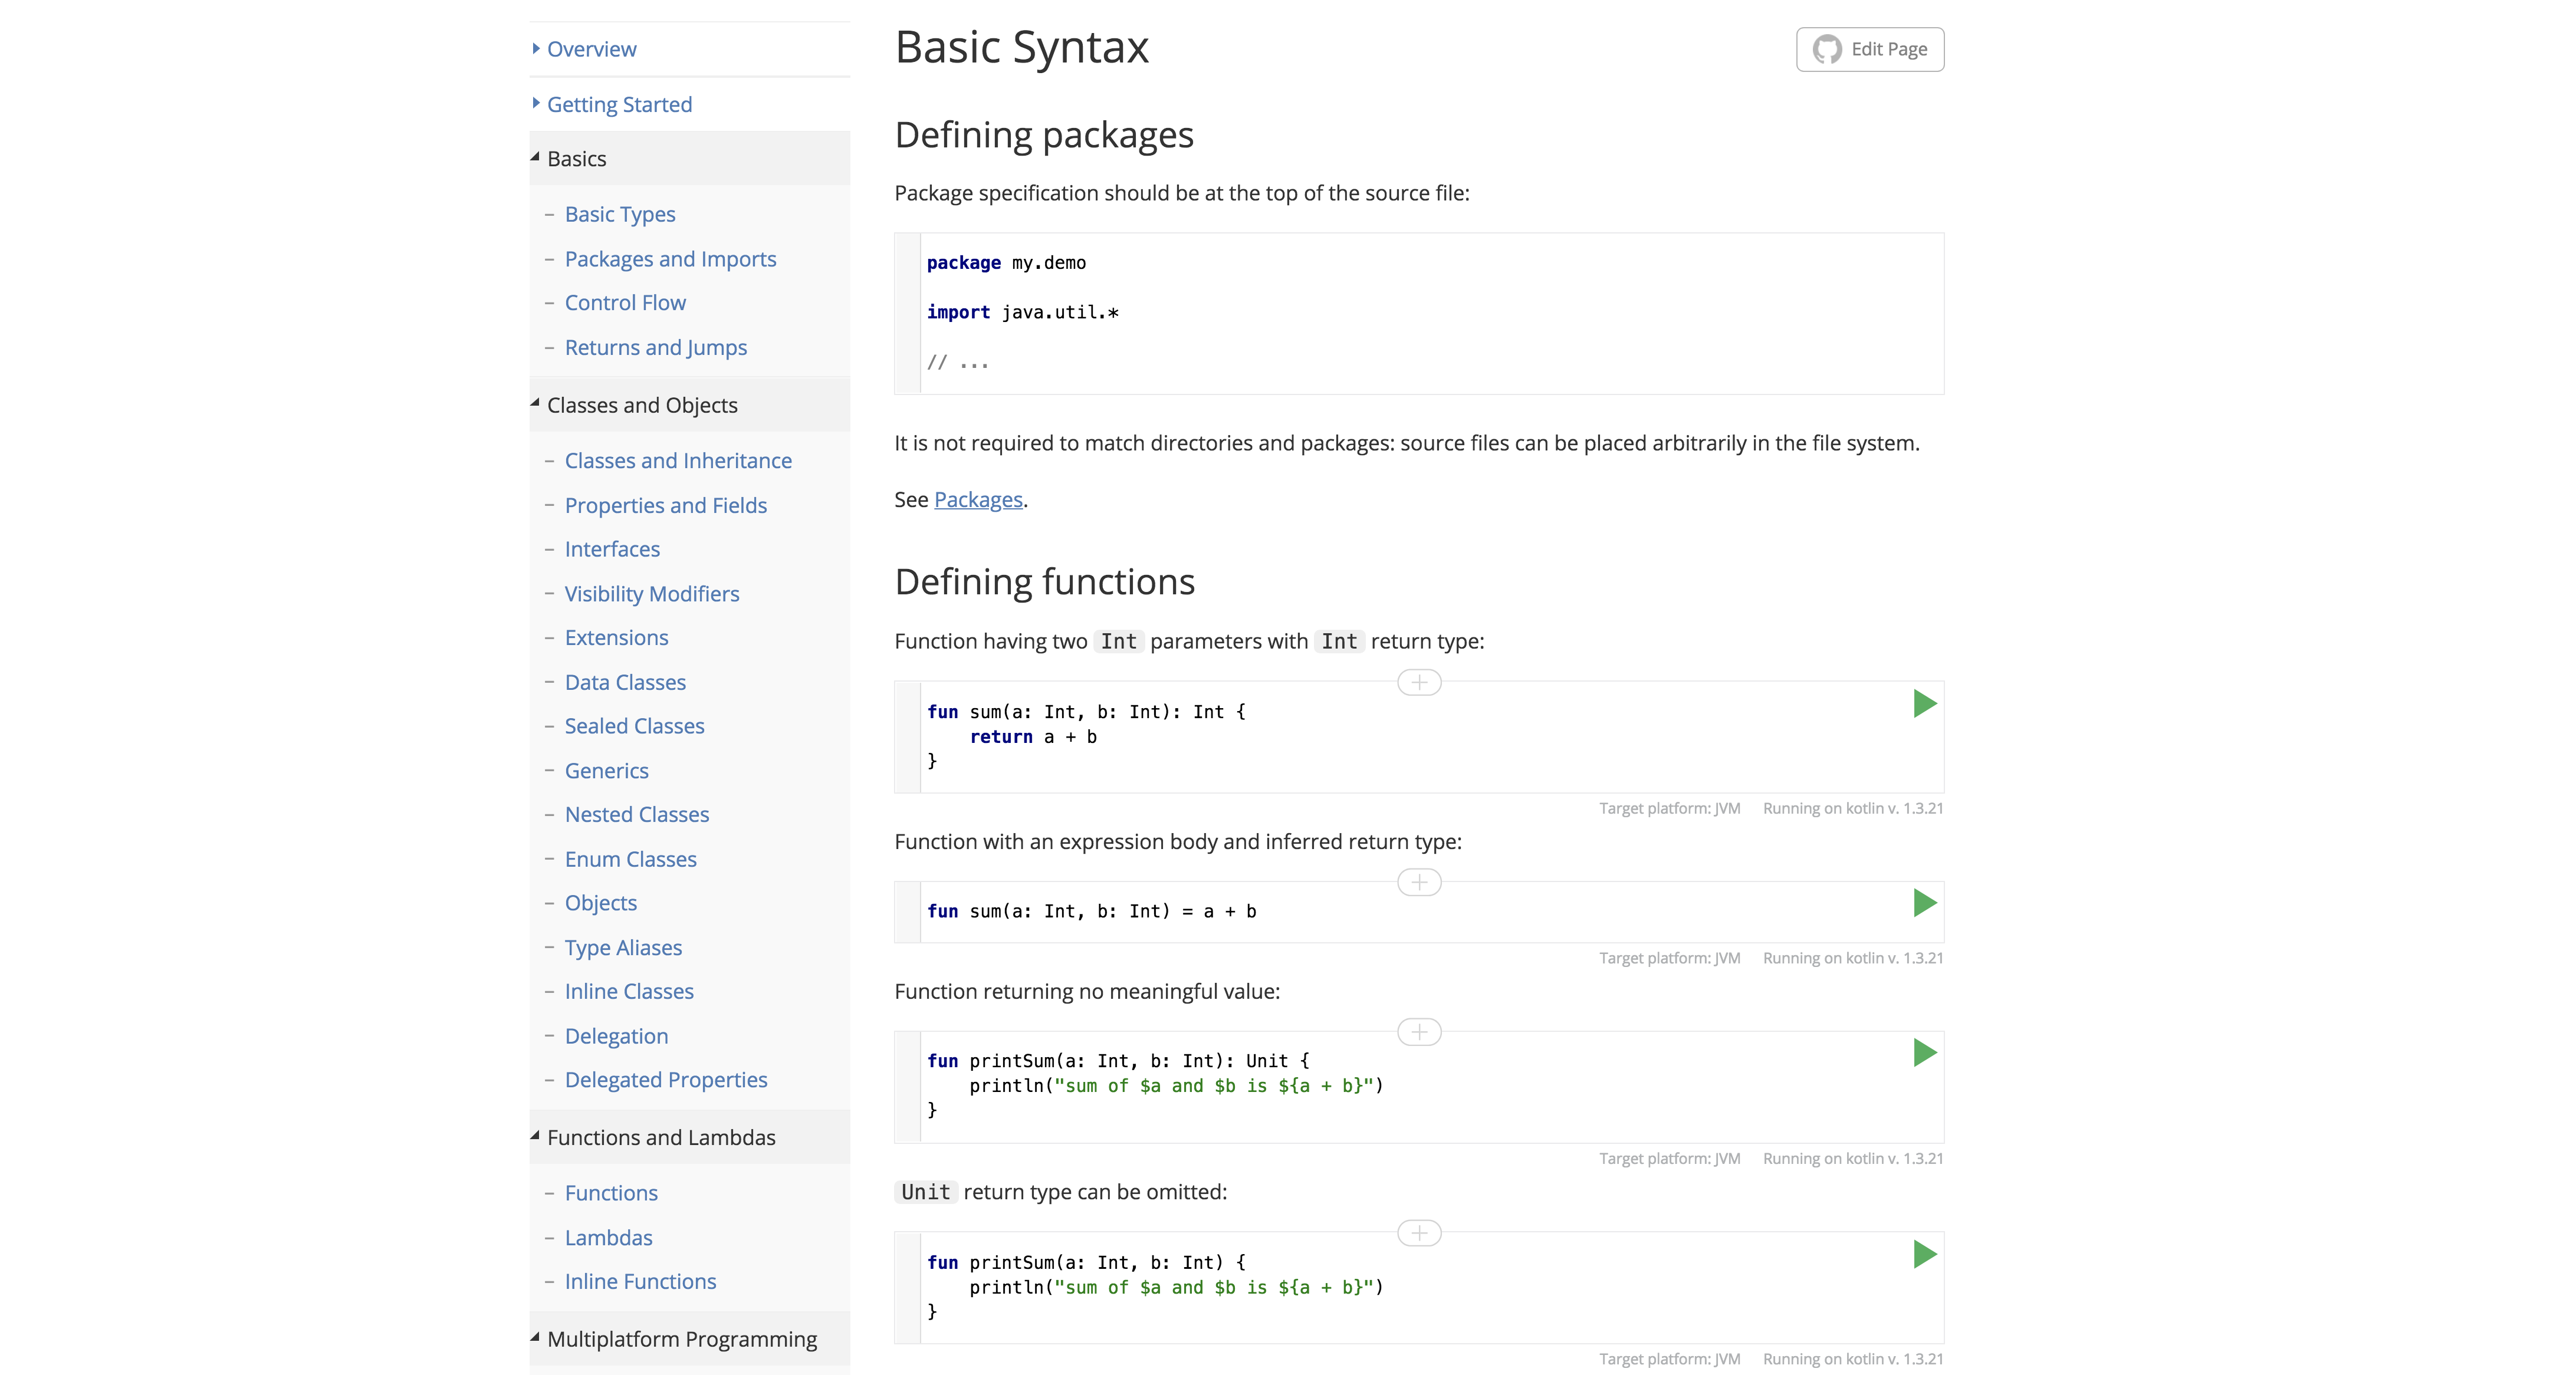 Overview
Getting Started
Basics
– Basic Types
– Packages and Imports
– Control Flow
– Returns and Jumps
Classes and Objects
– Classes and Inheritance
– Properties and Fields
– Interfaces
– Visibility Modifiers
– Extensions
– Data Classes
– Sealed Classes
– Generics
– Nested Classes
– Enum Classes
– Objects
– Type Aliases
– Inline Classes
– Delegation
– Delegated Properties
Functions and Lambdas
– Functions
– Lambdas
– Inline Functions
Multiplatform Programming
Basic Syntax
Edit Page
Defining packages
Package specification should be at the top of the source file:
package my.demo
import java.util.*
// ...
It is not required to match directories and packages: source files can be placed arbitrarily in the file system.
See Packages.
Defining functions
Function having two Int parameters with Int return type:
fun sum(a: Int, b: Int): Int {
    return a + b
}
Target platform: JVM Running on kotlin v. 1.3.21
Function with an expression body and inferred return type:
fun sum(a: Int, b: Int) = a + b
Target platform: JVM Running on kotlin v. 1.3.21
Function returning no meaningful value:
fun printSum(a: Int, b: Int): Unit {
    println("sum of $a and $b is ${a + b}")
}
Target platform: JVM Running on kotlin v. 1.3.21
Unit return type can be omitted:
fun printSum(a: Int, b: Int) {
    println("sum of $a and $b is ${a + b}")
}
Target platform: JVM Running on kotlin v. 1.3.21